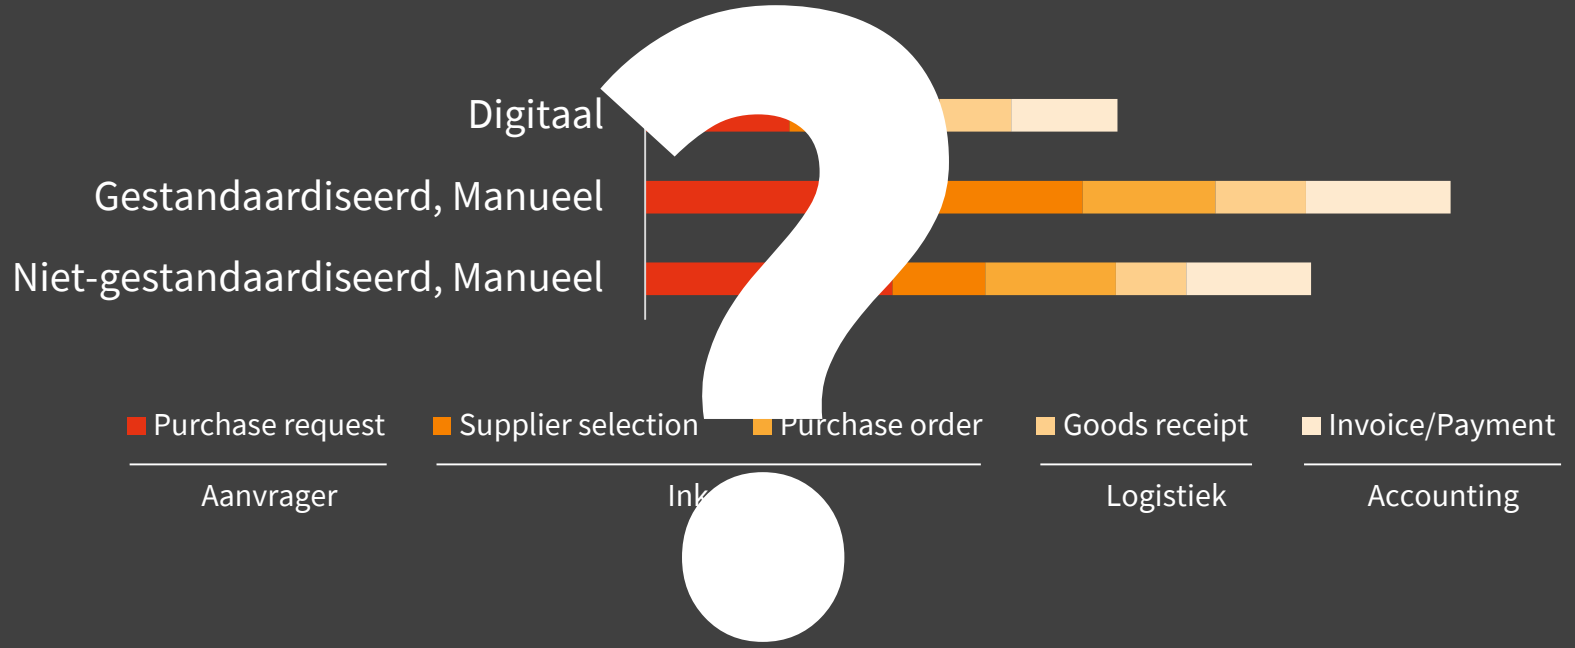 Digitaal
Gestandaardiseerd, Manueel
Niet-gestandaardiseerd, Manueel
Purchase request Supplier selection Purchase order Goods receipt Invoice/Payment
Aanvrager Logistiek Accounting
?